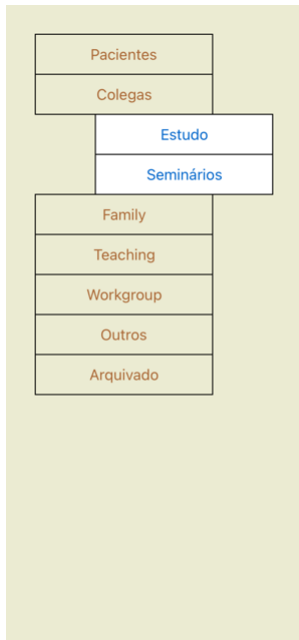 Pacientes
Colegas
Estudo
Seminários
Family
Teaching
Workgroup
Outros
Arquivado